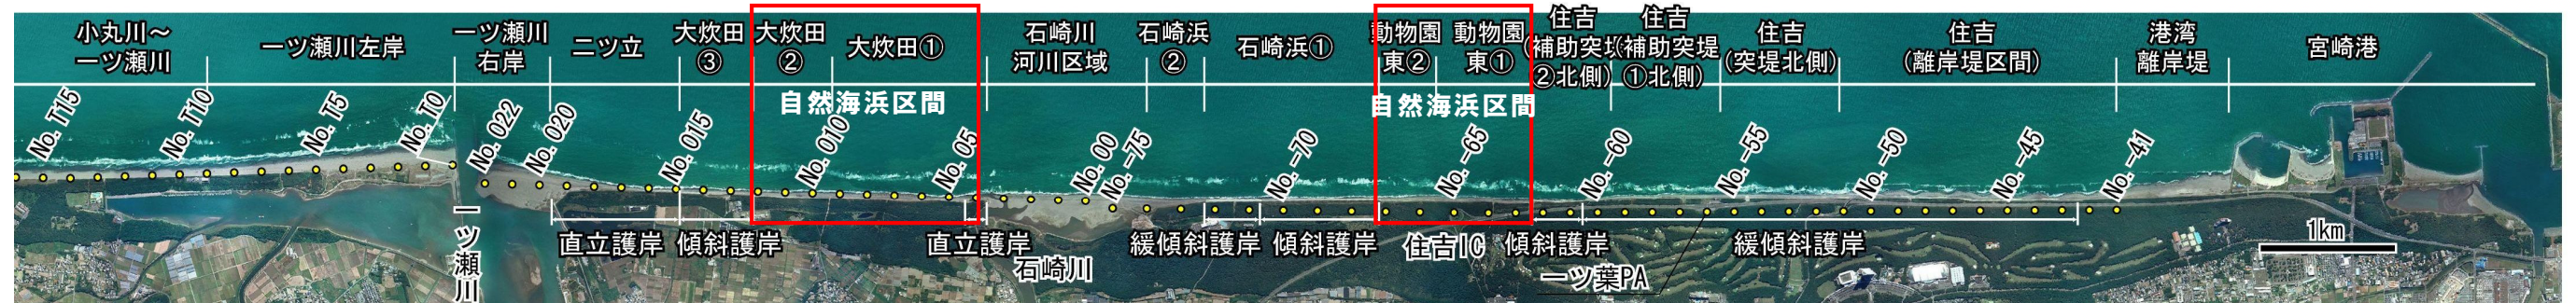 小丸川～
一ツ瀬川
一ツ瀬川左岸
一ツ瀬川
右岸
二ツ立
大炊田
③
大炊田
②
大炊田①
石崎川
河川区域
石崎浜
②
石崎浜①
動物園
東②
動物園
東①
住吉
(補助突堤
②北側)
住吉
(補助突堤
①北側)
住吉
(突堤北側)
住吉
(離岸堤区間)
港湾
離岸堤
宮崎港
自然海浜区間
自然海浜区間
No. T15
No. T10
No. T5
No. T0
No. 022
No. 020
No. 015
No. 010
No. 05
No. 00
No. -75
No. -70
No. -65
No. -60
No. -55
No. -50
No. -45
No. -41
一ツ瀬川
直立護岸
傾斜護岸
直立護岸
石崎川
緩傾斜護岸
傾斜護岸
住吉IC
傾斜護岸
一ツ葉PA
緩傾斜護岸
1km